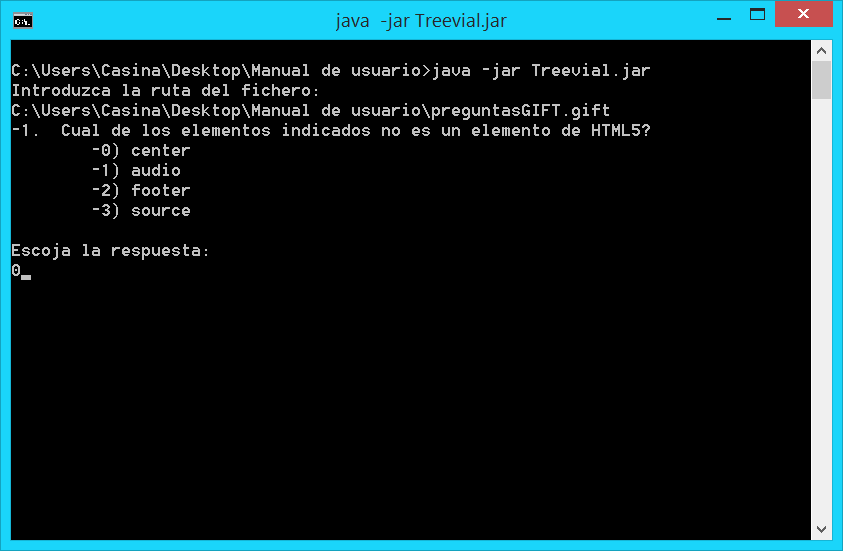 java -jar Treevial.jar
C:\Users\Casina\Desktop\Manual de usuario>java -jar Treevial.jar
Introduzca la ruta del fichero:
C:\Users\Casina\Desktop\Manual de usuario\preguntasGIFT.gift
-1. Cual de los elementos indicados no es un elemento de HTML5?
-0) center
-1) audio
-2) footer
-3) source
Escoja la respuesta:
0_